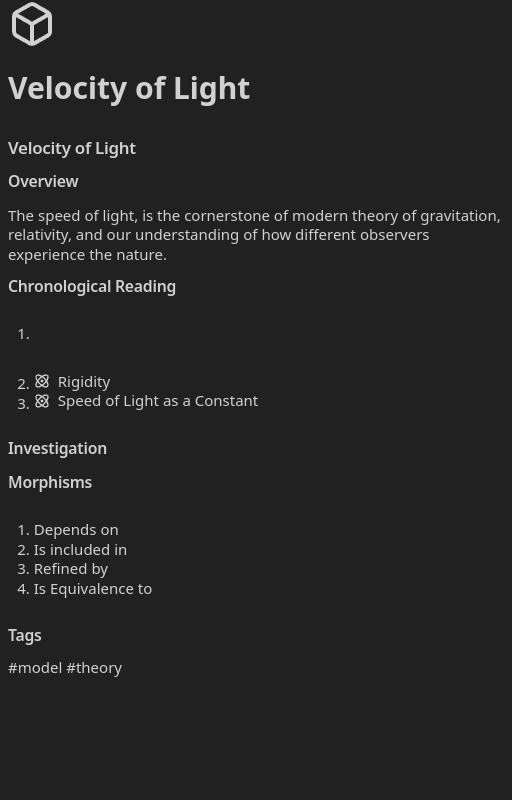 Velocity of Light
Velocity of Light
Overview
The speed of light, is the cornerstone of modern theory of gravitation,
relativity, and our understanding of how different observers
experience the nature.
Chronological Reading
1.
2. Rigidity
3. Speed of Light as a Constant
Investigation
Morphisms
1. Depends on
2. Is included in
3. Refined by
4. Is Equivalence to
Tags
#model #theory